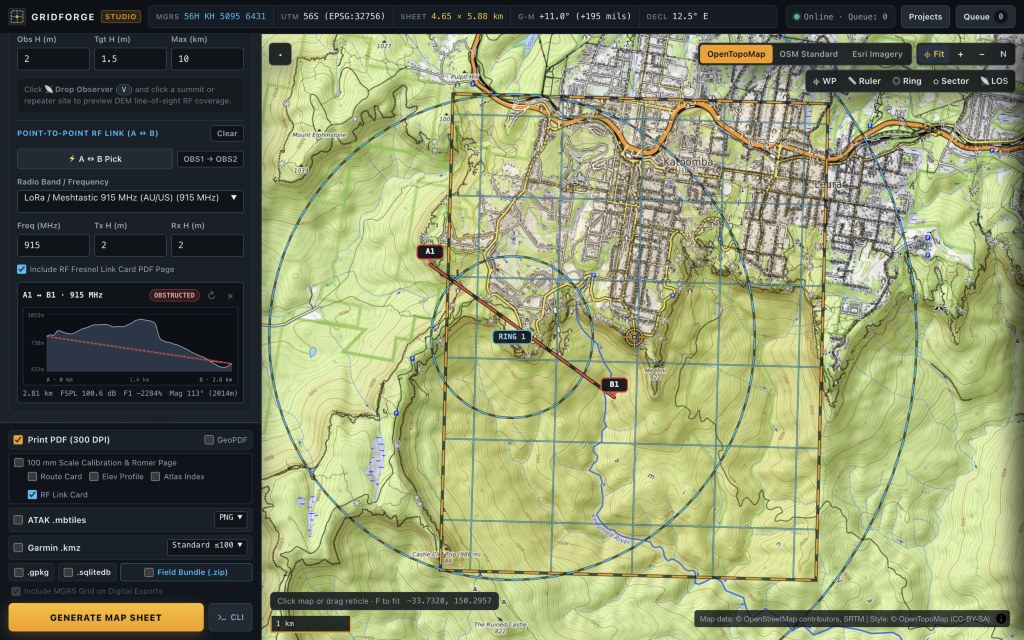 GRIDFORGE STUDIO
MGRS 56H KH 5095 6431
UTM 56S (EPSG:32756)
SHEET 4.65 × 5.88 km
G-M +11.0° (+195 mils)
DECL 12.5° E
Online · Queue: 0
Projects
Queue 0
Obs H (m) Tgt H (m) Max (km)
2 1.5 10
Click Drop Observer (V) and click a summit or
repeater site to preview DEM line-of-sight RF coverage.
POINT-TO-POINT RF LINK (A ↔ B)
Clear
⚡ A ↔ B Pick
OBS1 → OBS2
Radio Band / Frequency
LoRa / Meshtastic 915 MHz (AU/US) (915 MHz)
Freq (MHz) Tx H (m) Rx H (m)
915 2 2
Include RF Fresnel Link Card PDF Page
A1 ↔ B1 · 915 MHz
OBSTRUCTED
1055m
738m
422m
A · 0 km 1.4 km B · 2.8 km
2.81 km FSPL 100.6 dB F1 −2284% Mag 113° (2014m)
Print PDF (300 DPI)
GeoPDF
100 mm Scale Calibration & Romer Page
Route Card Elev Profile Atlas Index
RF Link Card
ATAK .mbtiles PNG
Garmin .kmz Standard ≤100
.gpkg .sqlitedb Field Bundle (.zip)
Include MGRS Grid on Digital Exports
GENERATE MAP SHEET
>_ CLI
OpenTopoMap OSM Standard Esri Imagery
Fit + − N
WP Ruler Ring Sector LOS
1027
Mount Elphinstone
Katoomba
Leura
A1
RING 1
B1
The Ruined Castle
822
Click map or drag reticle · F to fit −33.7320, 150.2957
1 km
Map data: © OpenStreetMap contributors, SRTM | Style: © OpenTopoMap (CC-BY-SA)